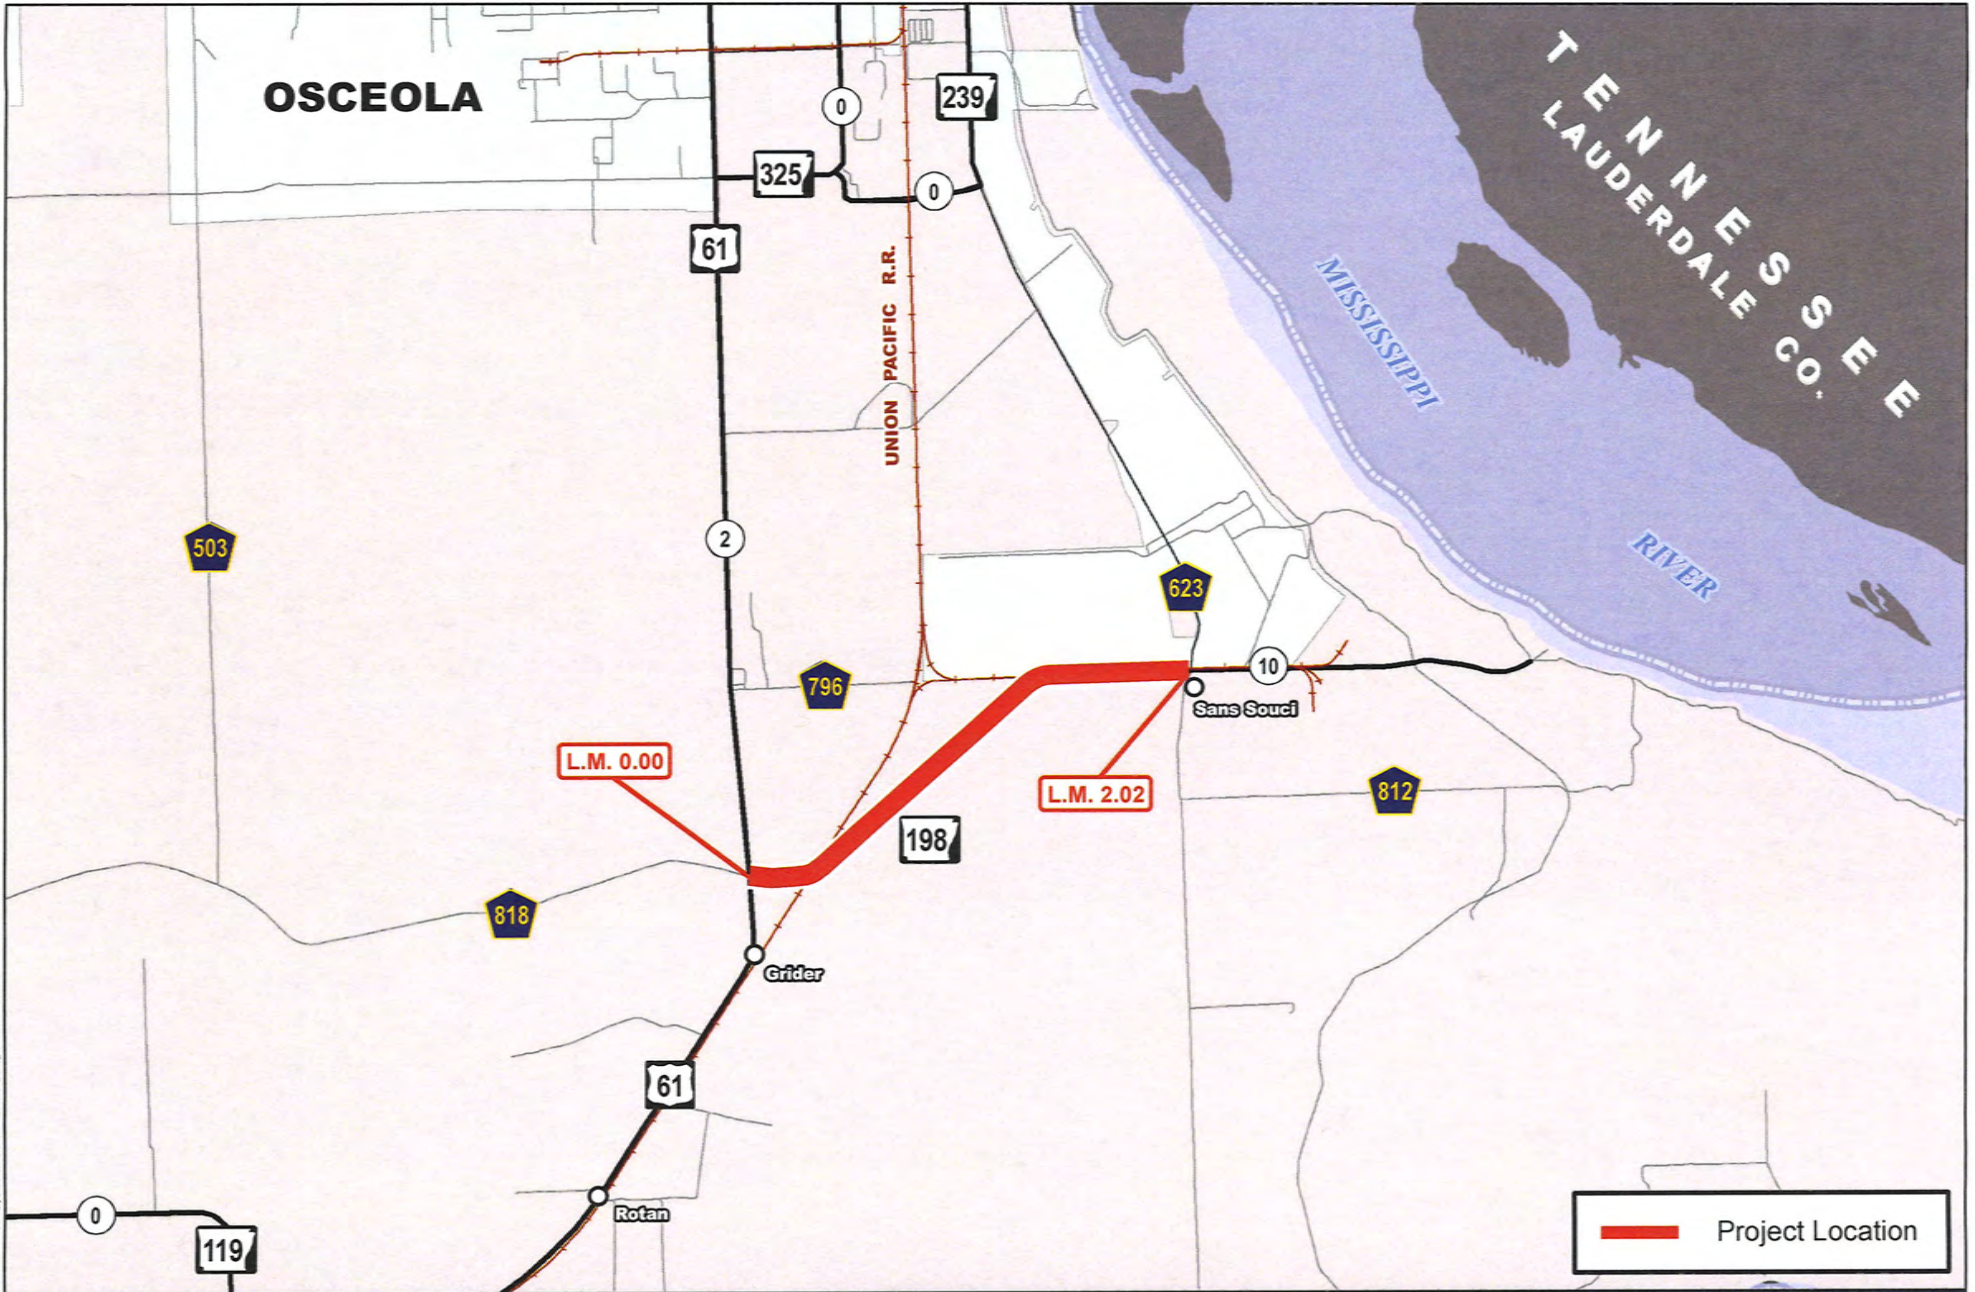 OSCEOLA
0
239
TENNESSEE
LAUDERDALE CO.
325
0
61
UNION PACIFIC R.R.
MISSISSIPPI
503
2
623
RIVER
796
10
Sans Souci
L.M. 0.00
L.M. 2.02
812
198
818
Grider
61
Rotan
0
119
Project Location